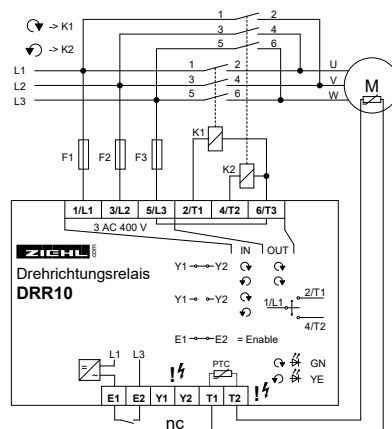 -> K1
-> K2
1 2
3 4
5 6
L1 1 2 U
L2 3 4 V
L3 5 6 W
M
K1
F1 F2 F3
K2
1/L1 3/L2 5/L3 2/T1 4/T2 6/T3
3 AC 400 V
ZIEHL.com
IN OUT
Drehrichtungsrelais
DRR10
Y1 Y2
Y1 Y2
2/T1
1/L1
4/T2
E1 E2 = Enable
L1 L3
= ~
PTC
GN
YE
E1 E2 Y1 Y2 T1 T2
nc